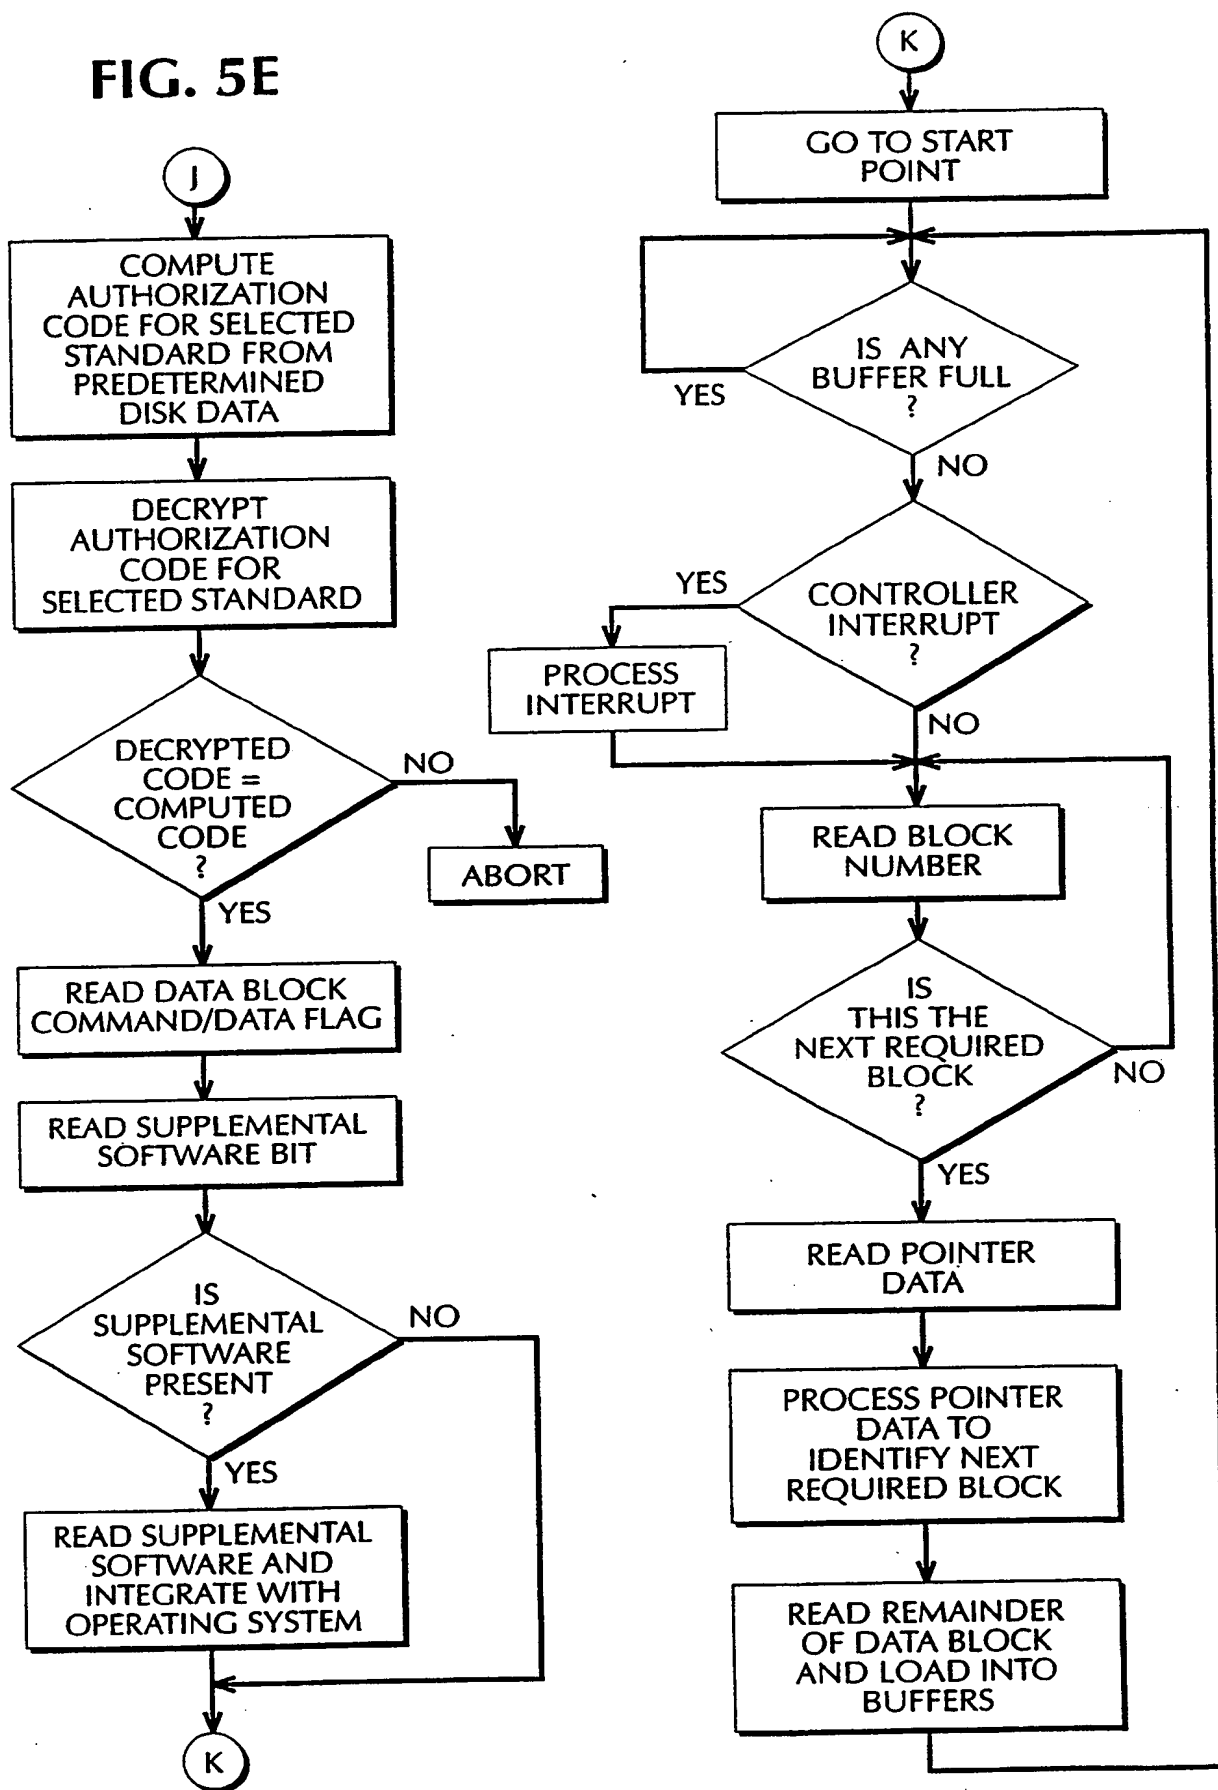 FIG. 5E
J
COMPUTE
AUTHORIZATION
CODE FOR SELECTED
STANDARD FROM
PREDETERMINED
DISK DATA
DECRYPT
AUTHORIZATION
CODE FOR
SELECTED STANDARD
DECRYPTED
CODE =
COMPUTED
CODE
?
NO
ABORT
YES
READ DATA BLOCK
COMMAND/DATA FLAG
READ SUPPLEMENTAL
SOFTWARE BIT
IS
SUPPLEMENTAL
SOFTWARE
PRESENT
?
NO
YES
READ SUPPLEMENTAL
SOFTWARE AND
INTEGRATE WITH
OPERATING SYSTEM
K
K
GO TO START
POINT
IS ANY
BUFFER FULL
?
YES
NO
CONTROLLER
INTERRUPT
?
YES
PROCESS
INTERRUPT
NO
READ BLOCK
NUMBER
IS
THIS THE
NEXT REQUIRED
BLOCK
?
NO
YES
READ POINTER
DATA
PROCESS POINTER
DATA TO
IDENTIFY NEXT
REQUIRED BLOCK
READ REMAINDER
OF DATA BLOCK
AND LOAD INTO
BUFFERS